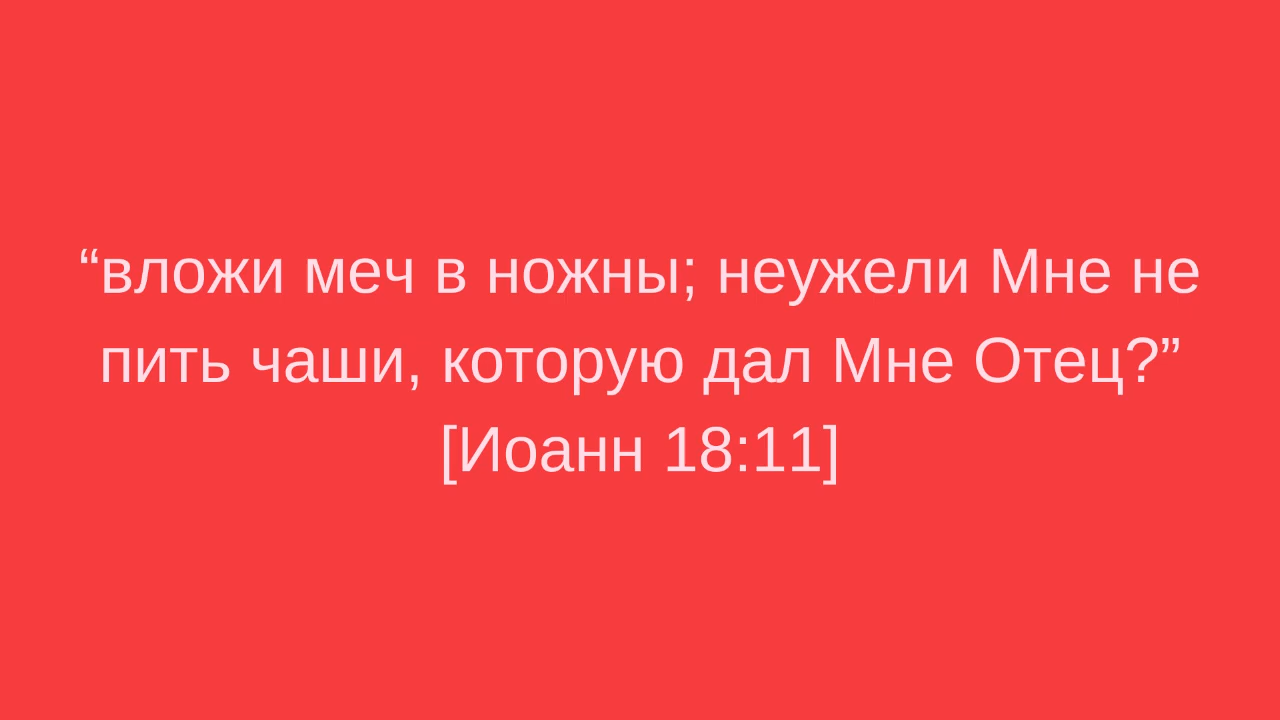 “вложи меч в ножны; неужели Мне не
пить чаши, которую дал Мне Отец?”
[Иоанн 18:11]